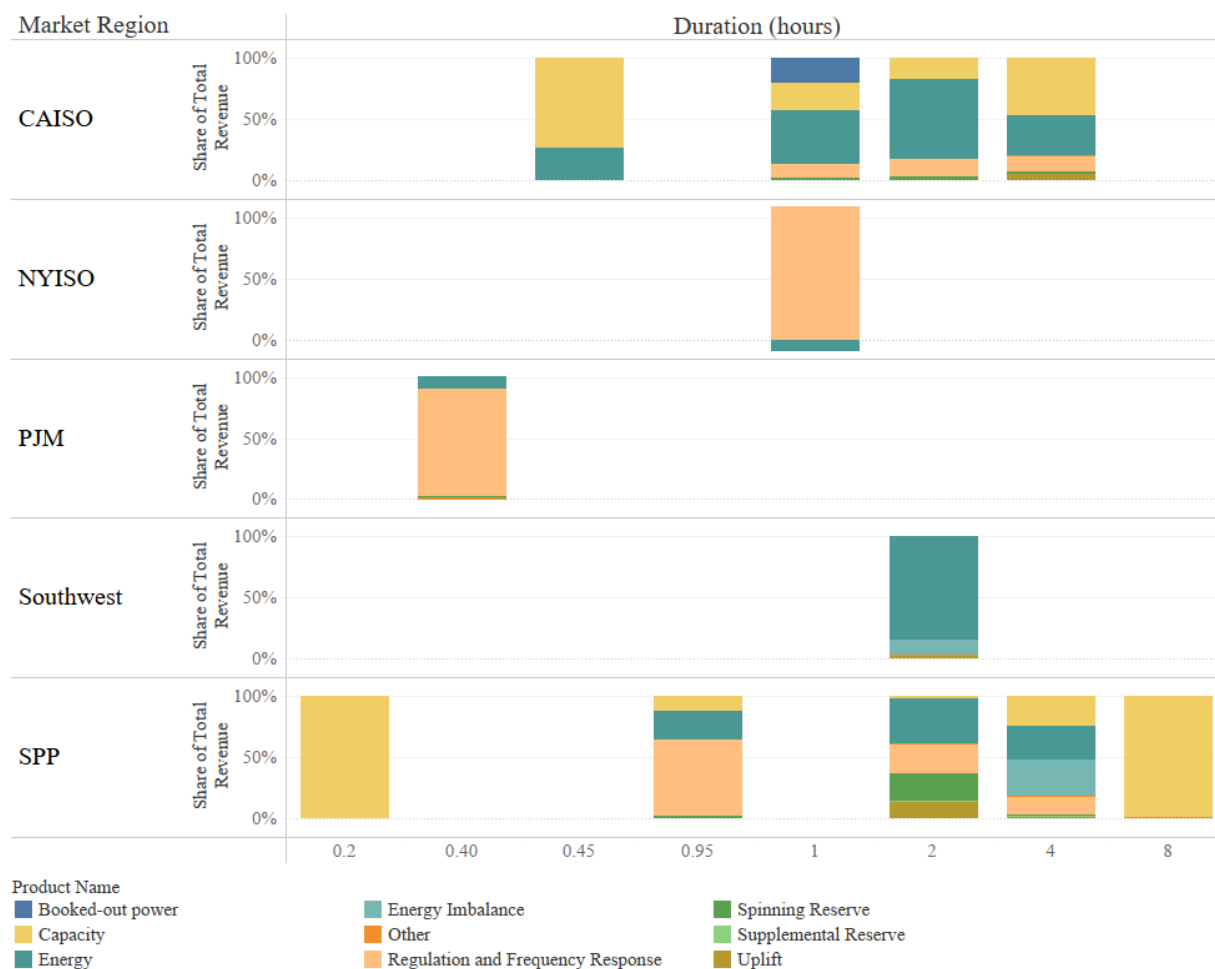 Market Region
Duration (hours)
CAISO
Share of Total
Revenue
100%
50%
0%
NYISO
Share of Total
Revenue
100%
50%
0%
PJM
Share of Total
Revenue
100%
50%
0%
Southwest
Share of Total
Revenue
100%
50%
0%
SPP
Share of Total
Revenue
100%
50%
0%
0.2 0.40 0.45 0.95 1 2 4 8
Product Name
Booked-out power
Capacity
Energy
Energy Imbalance
Other
Regulation and Frequency Response
Spinning Reserve
Supplemental Reserve
Uplift